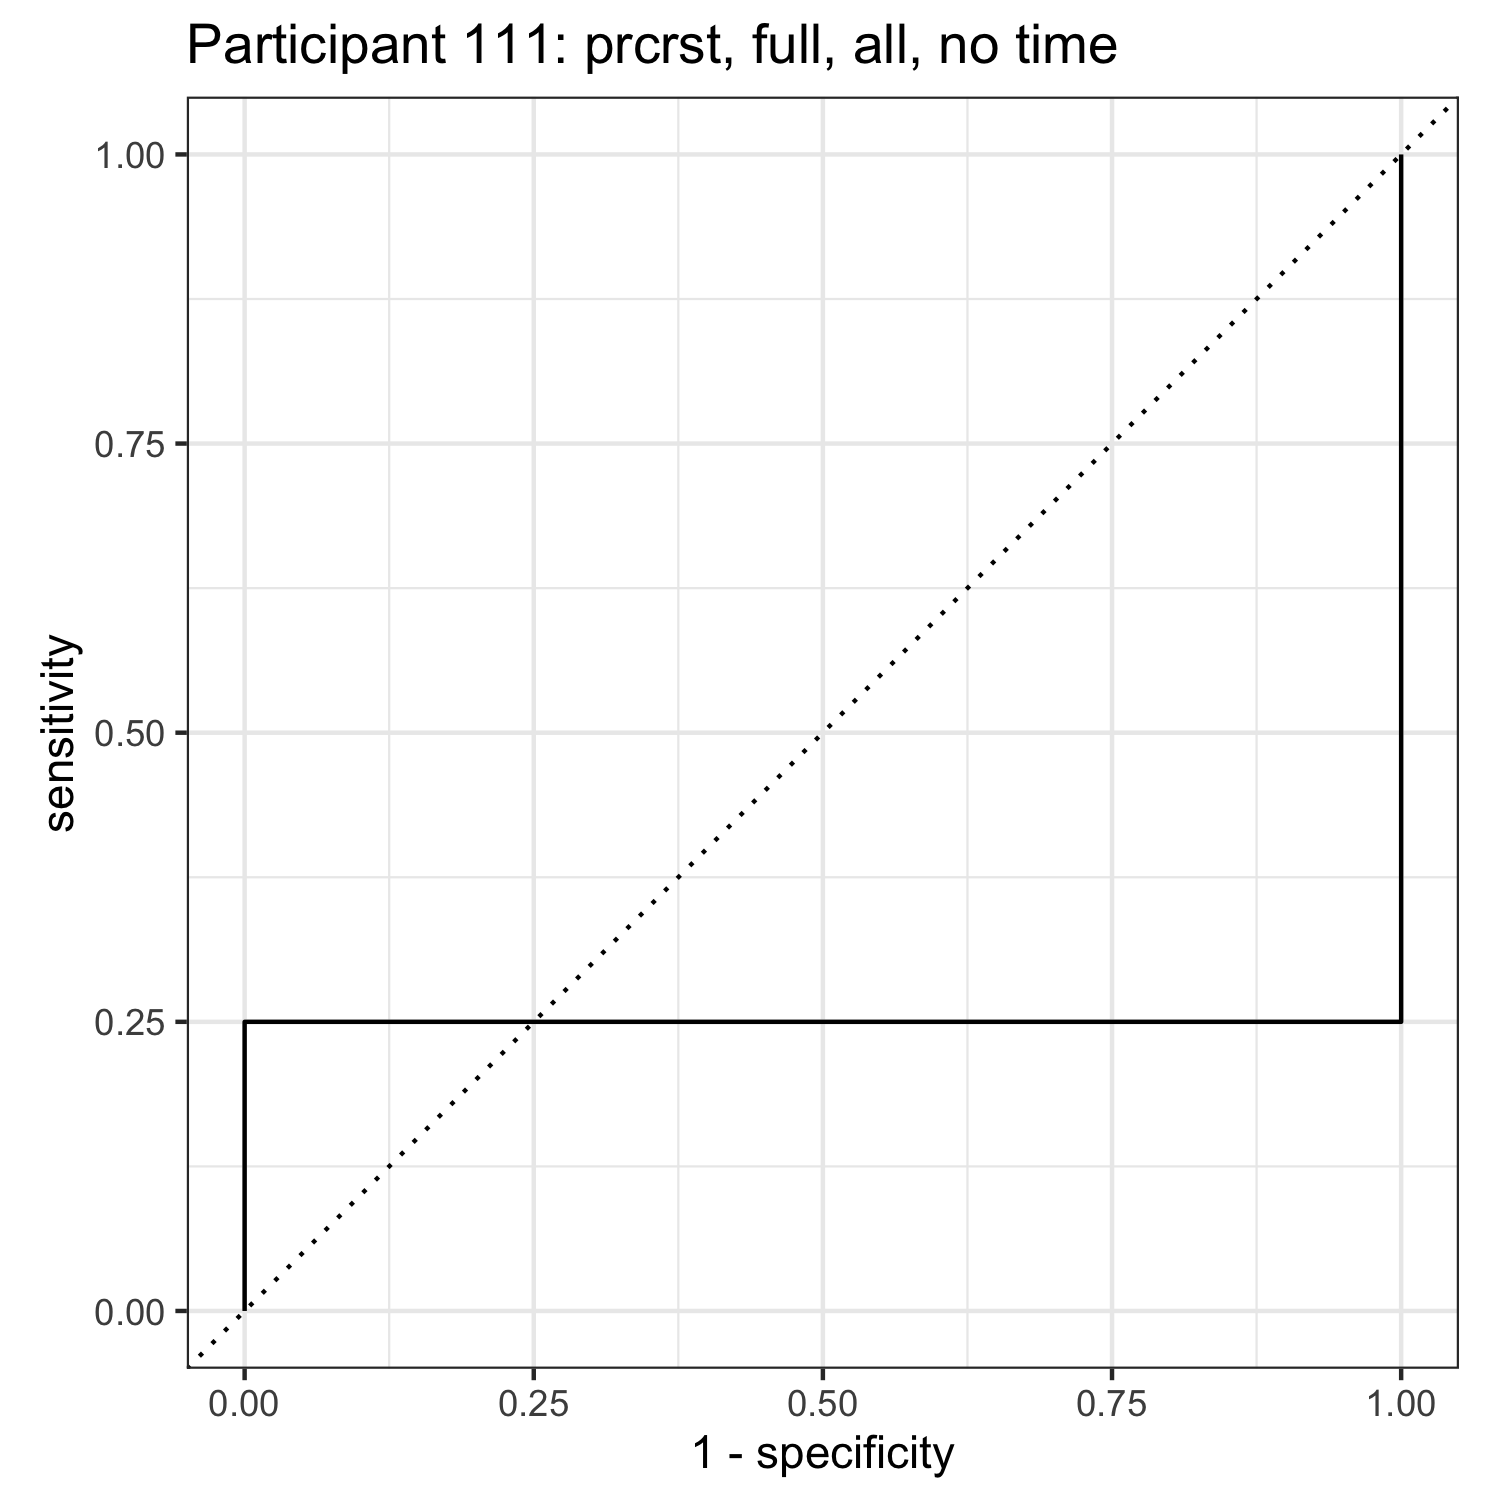 Participant 111: prcrst, full, all, no time
1.00
0.75
0.50
0.25
0.00
sensitivity
0.00 0.25 0.50 0.75 1.00
1 - specificity